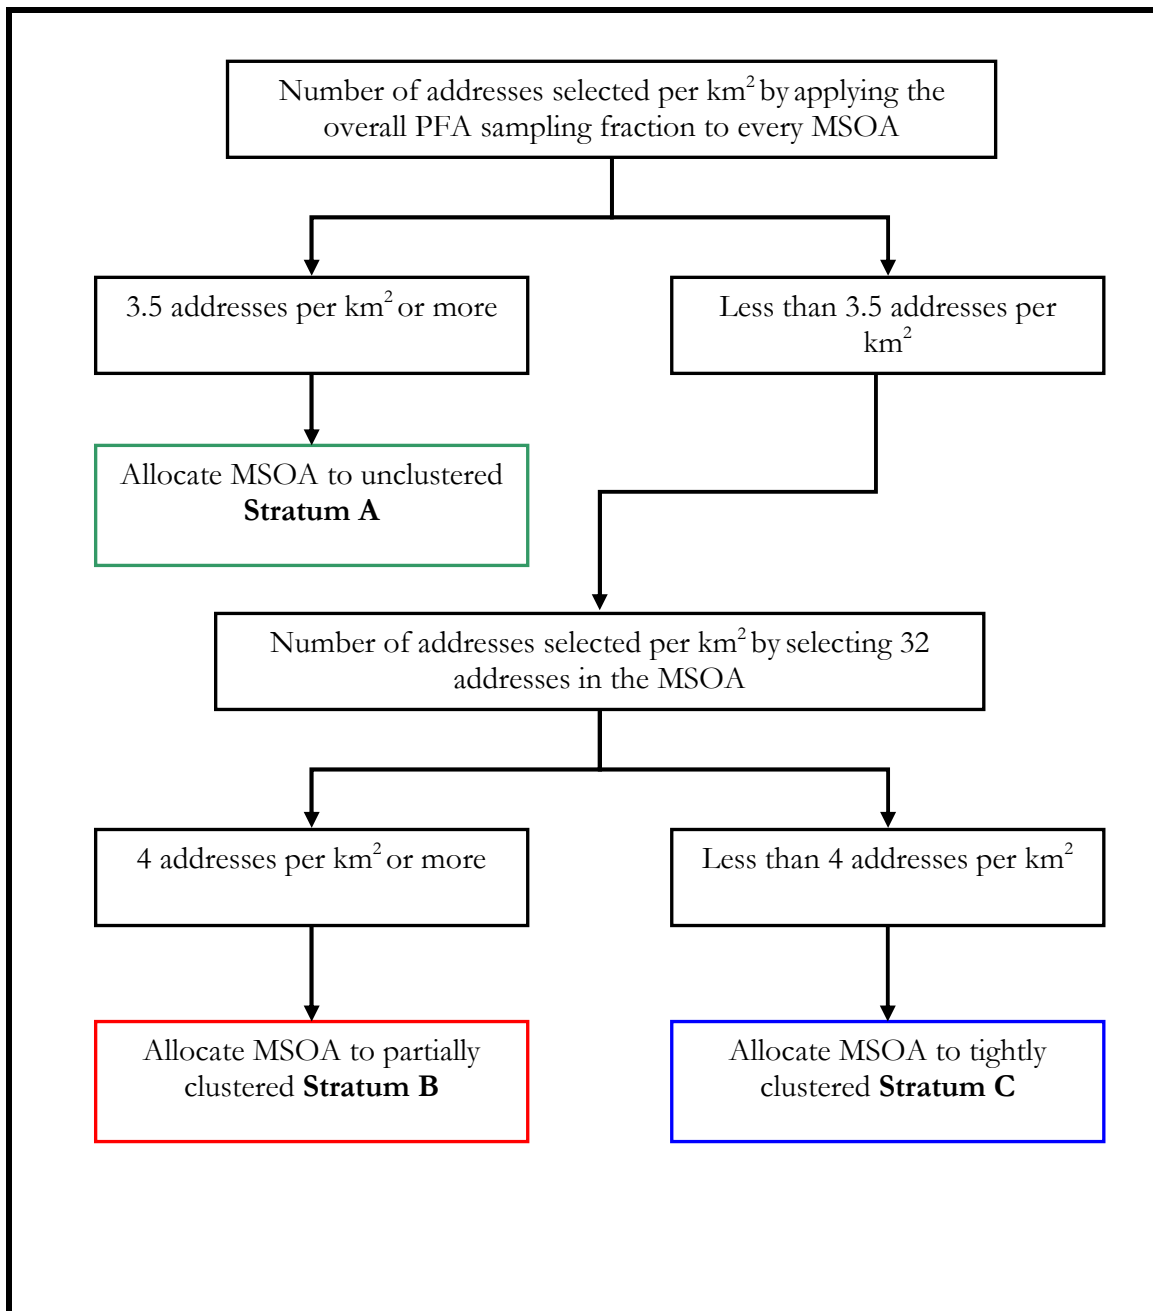 Number of addresses selected per km² by applying the
overall PFA sampling fraction to every MSOA
3.5 addresses per km² or more
Less than 3.5 addresses per
km²
Allocate MSOA to unclustered
Stratum A
Number of addresses selected per km² by selecting 32
addresses in the MSOA
4 addresses per km² or more
Less than 4 addresses per km²
Allocate MSOA to partially
clustered Stratum B
Allocate MSOA to tightly
clustered Stratum C